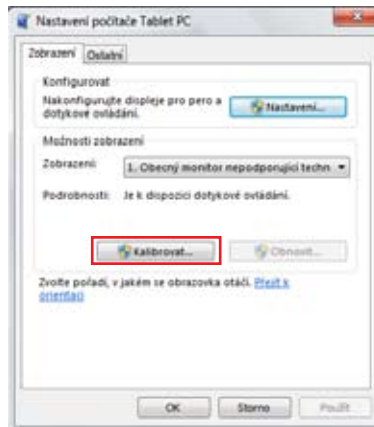 Nastavení počítače Tablet PC
Zobrazení
Ostatní
Konfigurovat
Nakonfigurujte displeje pro pero a
dotykové ovládání.
Nastavení...
Možnosti zobrazení
Zobrazení:
1. Obecný monitor nepodporující techn
Podrobnosti:
Je k dispozici dotykové ovládání.
Kalibrovat...
Obnovit...
Zvolte pořadí, v jakém se obrazovka otáčí. Přejít k
orientaci
OK
Storno
Použít